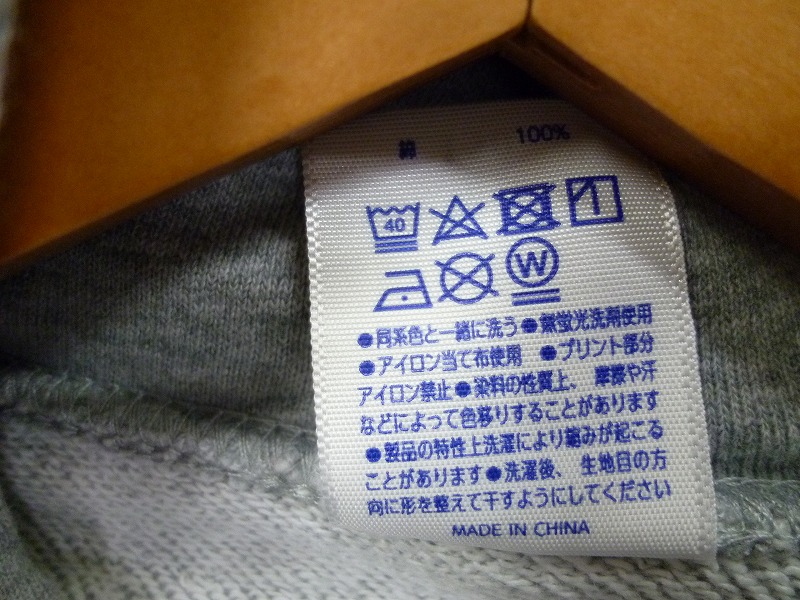 綿 100%
40
W
●同系色と一緒に洗う●無蛍光洗剤使用
●アイロン当て布使用 ●プリント部分
アイロン禁止●染料の性質上、摩擦や汗
などによって色移りすることがあります
●製品の特性上洗濯により縮みが起こる
ことがあります●洗濯後、生地目の方
向に形を整えて干すようにしてください
MADE IN CHINA